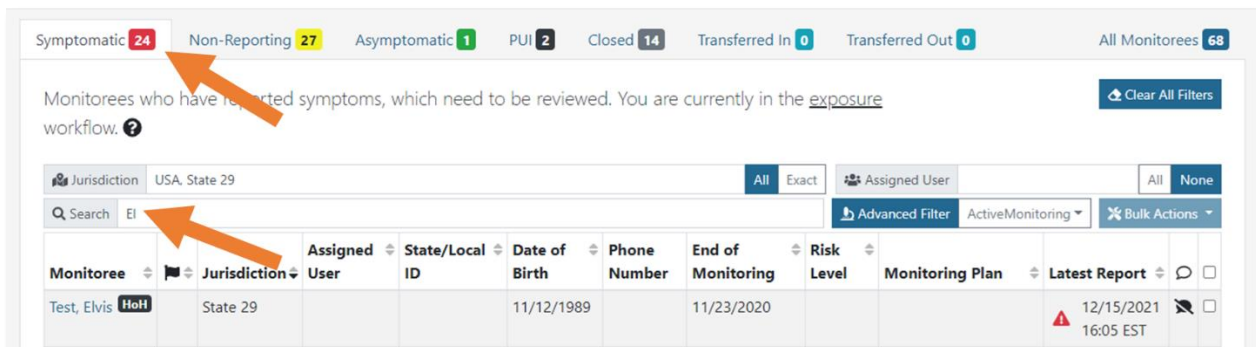 Symptomatic 24 Non-Reporting 27 Asymptomatic 1 PUI 2 Closed 14 Transferred In 0 Transferred Out 0 All Monitorees 68
Monitorees who have reported symptoms, which need to be reviewed. You are currently in the exposure
workflow.
Clear All Filters
Jurisdiction USA, State 29 All Exact Assigned User All None
Search El Advanced Filter ActiveMonitoring Bulk Actions
Monitoree Jurisdiction Assigned User State/Local ID Date of Birth Phone Number End of Monitoring Risk Level Monitoring Plan Latest Report
Test, Elvis HoH State 29 11/12/1989 11/23/2020 12/15/2021
16:05 EST